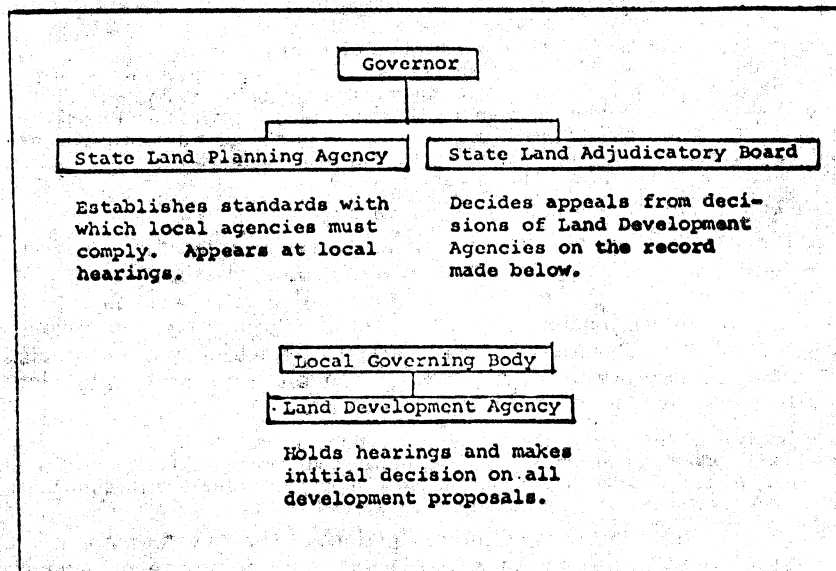 Governor
State Land Planning Agency
State Land Adjudicatory Board
Establishes standards with
which local agencies must
comply. Appears at local
hearings.
Decides appeals from deci-
sions of Land Development
Agencies on the record
made below.
Local Governing Body
Land Development Agency
Holds hearings and makes
initial decision on all
development proposals.